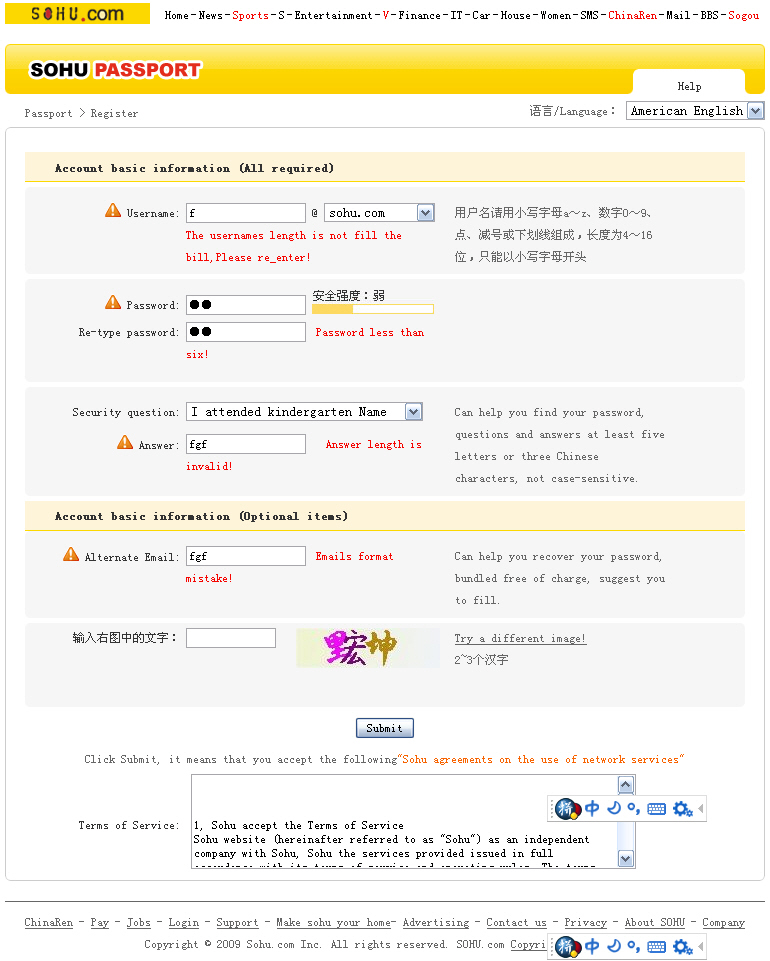 SOHU.com Home-News-Sports-S-Entertainment-V-Finance-IT-Car-House-Women-SMS-ChinaRen-Mail-BBS-Sogou
SOHU PASSPORT
Help
Passport > Register 语言/Language： American English
Account basic information (All required)
Username: f @ sohu.com
The usernames length is not fill the
bill,Please re_enter!
用户名请用小写字母a～z、数字0～9、
点、减号或下划线组成，长度为4～16
位，只能以小写字母开头
Password: ●● 安全强度：弱
Re-type password: ●● Password less than
six!
Security question: I attended kindergarten Name
Answer: fgf Answer length is
invalid!
Can help you find your password,
questions and answers at least five
letters or three Chinese
characters, not case-sensitive.
Account basic information (Optional items)
Alternate Email: fgf Emails format
mistake!
Can help you recover your password,
bundled free of charge, suggest you
to fill.
输入右图中的文字： Try a different image!
2~3个汉字
Submit
Click Submit, it means that you accept the following"Sohu agreements on the use of network services"
Terms of Service:
1, Sohu accept the Terms of Service
Sohu website (hereinafter referred to as "Sohu") as an independent
company with Sohu, Sohu the services provided issued in full
拼 中
ChinaRen - Pay - Jobs - Login - Support - Make sohu your home- Advertising - Contact us - Privacy - About SOHU - Company
Copyright © 2009 Sohu.com Inc. All rights reserved. SOHU.com Copyri
拼 中